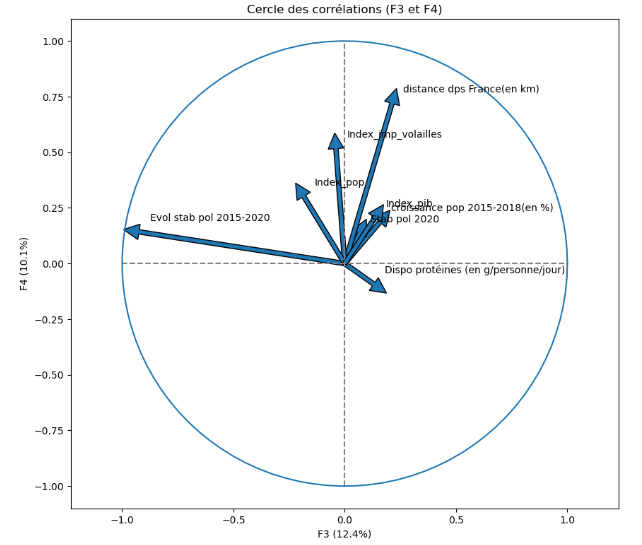 Cercle des corrélations (F3 et F4)
1.00
0.75
0.50
0.25
0.00
−0.25
−0.50
−0.75
−1.00
F4 (10.1%)
distance dps France(en km)
Index_imp_volailles
Index_pop
Index_pib
croissance pop 2015-2018(en %)
Evol stab pol 2015-2020
Stab pol 2020
Dispo protéines (en g/personne/jour)
−1.0
−0.5
0.0
0.5
1.0
F3 (12.4%)